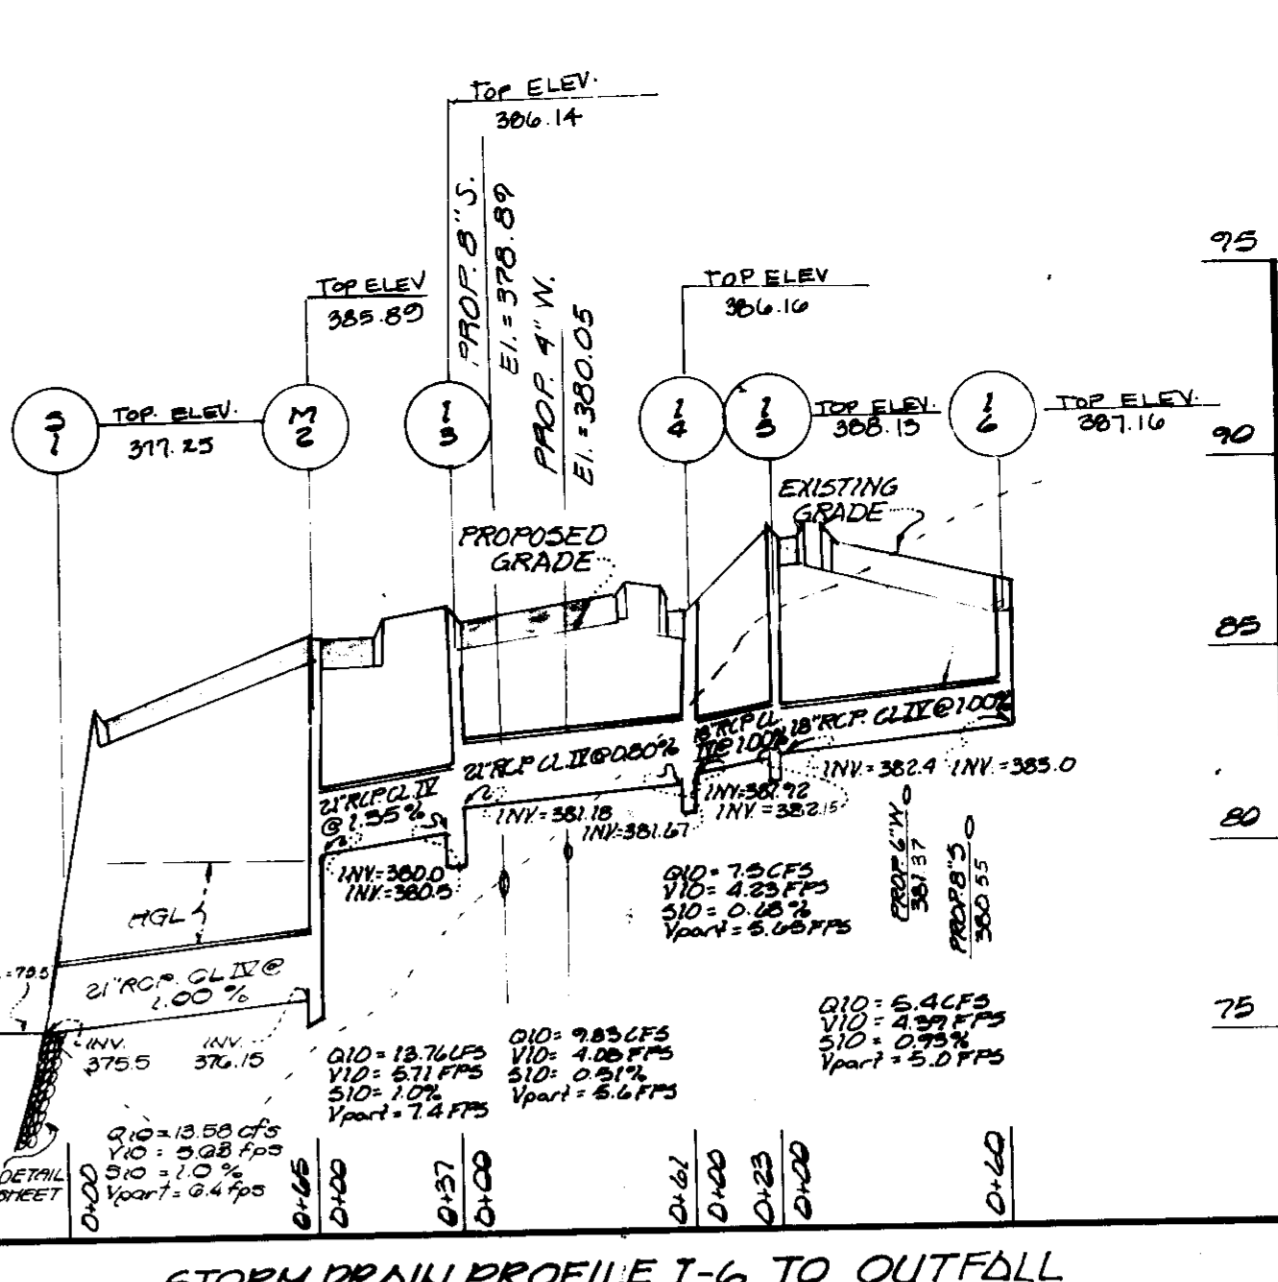 TOP ELEV.
386.14
PROP. 8" S.
El. = 378.89
PROP. 4" W.
El. = 380.05
TOP ELEV
385.89
TOP ELEV
386.16
95
S
1
TOP. ELEV.
377.25
M
2
I
3
I
4
I
5
TOP ELEV.
388.15
I
6
TOP ELEV.
387.16
90
EXISTING
GRADE
PROPOSED
GRADE
85
21" RCP CL IV
@ 1.35%
21" RCP CL IV @ 0.80%
18" RCP CL
IV @ 1.00%
18" RCP. CL IV @ 1.00%
INV. = 382.4
INV. = 383.0
INV = 381.92
INV = 382.15
INV = 381.18
INV = 381.67
80
INV. = 380.0
INV. = 380.5
PROP. 6" W
381.37
PROP. 8" S
380.55
HGL
21" RCP. CL IV @
1.00 %
Q10 = 7.5 CFS
V10 = 4.23 FPS
S10 = 0.68 %
Vpart = 5.65 FPS
75
INV.
375.5
INV.
376.15
Q10 = 13.76 CFS
V10 = 5.71 FPS
S10 = 1.0%
Vpart = 7.4 FPS
Q10 = 9.83 CFS
V10 = 4.08 FPS
S10 = 0.51%
Vpart = 5.6 FPS
Q10 = 5.4 CFS
V10 = 4.39 FPS
S10 = 0.93%
Vpart = 5.0 FPS
Q10 = 13.58 cfs
V10 = fps
S10 = 1.0 %
Vpart = 6.4 fps
DETAIL
SHEET
0+00
0+65
0+00
0+37
0+00
0+61
0+00
0+23
0+00
0+60
STORM DRAIN PROFILE I-6 TO OUTFALL